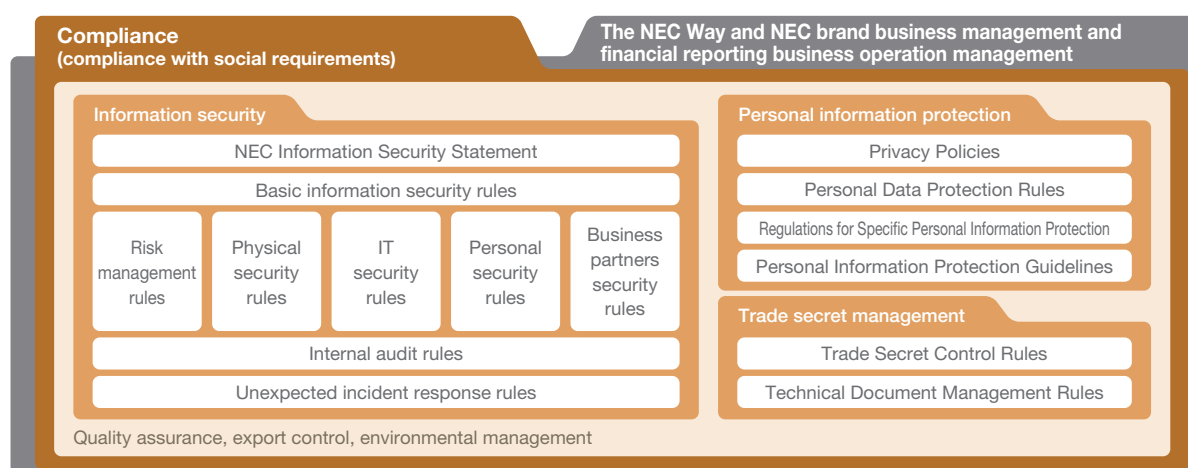 Compliance
(compliance with social requirements)
The NEC Way and NEC brand business management and
financial reporting business operation management
Information security
NEC Information Security Statement
Basic information security rules
Risk
management
rules
Physical
security
rules
IT
security
rules
Personal
security
rules
Business
partners
security
rules
Internal audit rules
Unexpected incident response rules
Personal information protection
Privacy Policies
Personal Data Protection Rules
Regulations for Specific Personal Information Protection
Personal Information Protection Guidelines
Trade secret management
Trade Secret Control Rules
Technical Document Management Rules
Quality assurance, export control, environmental management